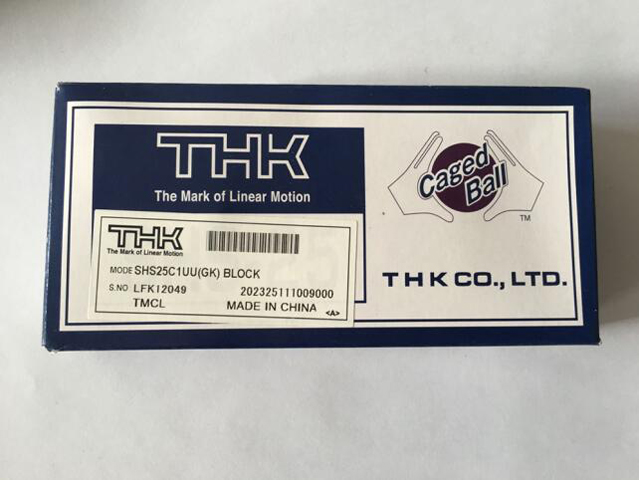 THK
The Mark of Linear Motion
Caged
Ball
TM
THK CO., LTD.
THK
The Mark of Linear Motion
MODE SHS25C1UU(GK) BLOCK
S.NO LFK12049 202325111009000
TMCL MADE IN CHINA <A>